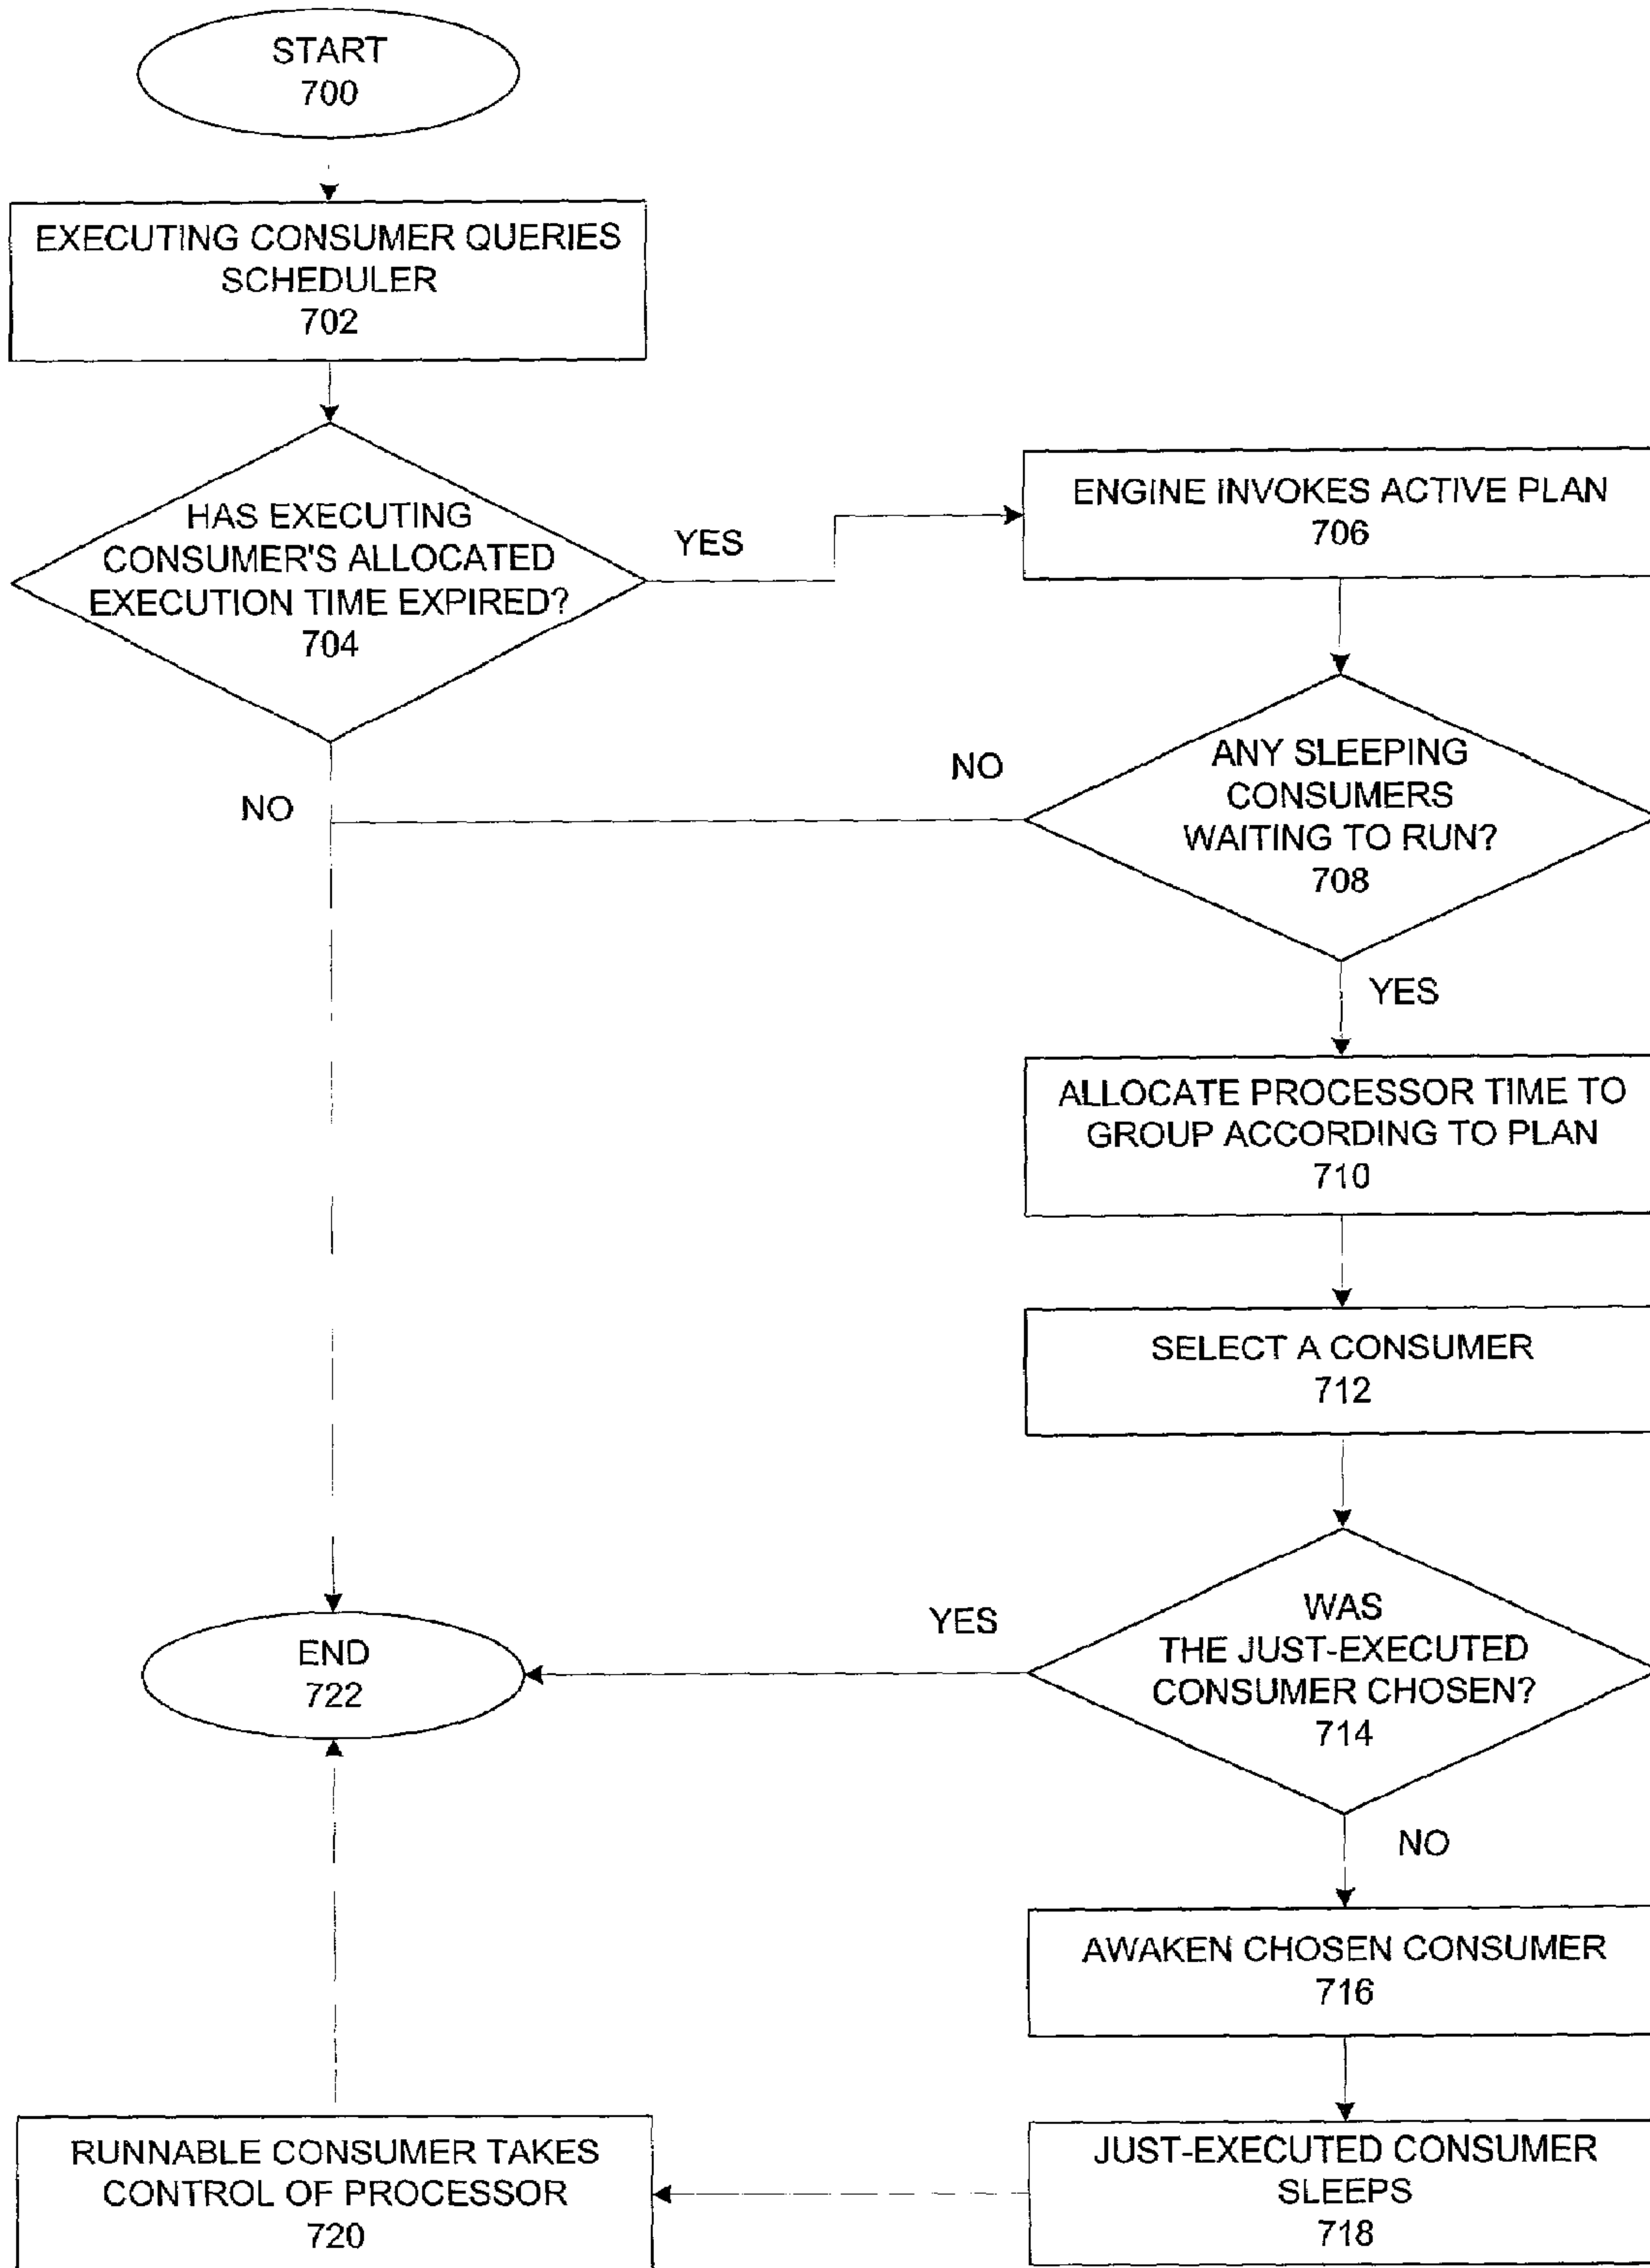 START
700
EXECUTING CONSUMER QUERIES
SCHEDULER
702
HAS EXECUTING
CONSUMER'S ALLOCATED
EXECUTION TIME EXPIRED?
704
YES
NO
ENGINE INVOKES ACTIVE PLAN
706
ANY SLEEPING
CONSUMERS
WAITING TO RUN?
708
NO
YES
ALLOCATE PROCESSOR TIME TO
GROUP ACCORDING TO PLAN
710
SELECT A CONSUMER
712
WAS
THE JUST-EXECUTED
CONSUMER CHOSEN?
714
YES
NO
END
722
AWAKEN CHOSEN CONSUMER
716
JUST-EXECUTED CONSUMER
SLEEPS
718
RUNNABLE CONSUMER TAKES
CONTROL OF PROCESSOR
720